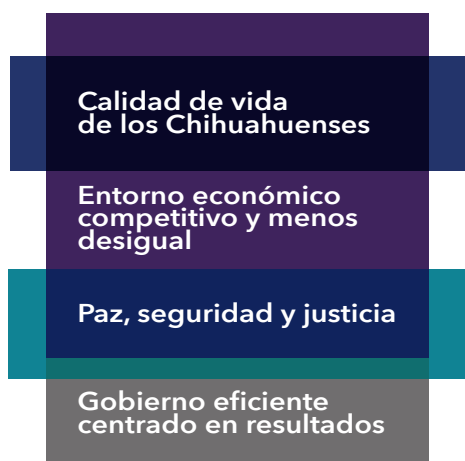 Calidad de vida
de los Chihuahuenses
Entorno económico
competitivo y menos
desigual
Paz, seguridad y justicia
Gobierno eficiente
centrado en resultados